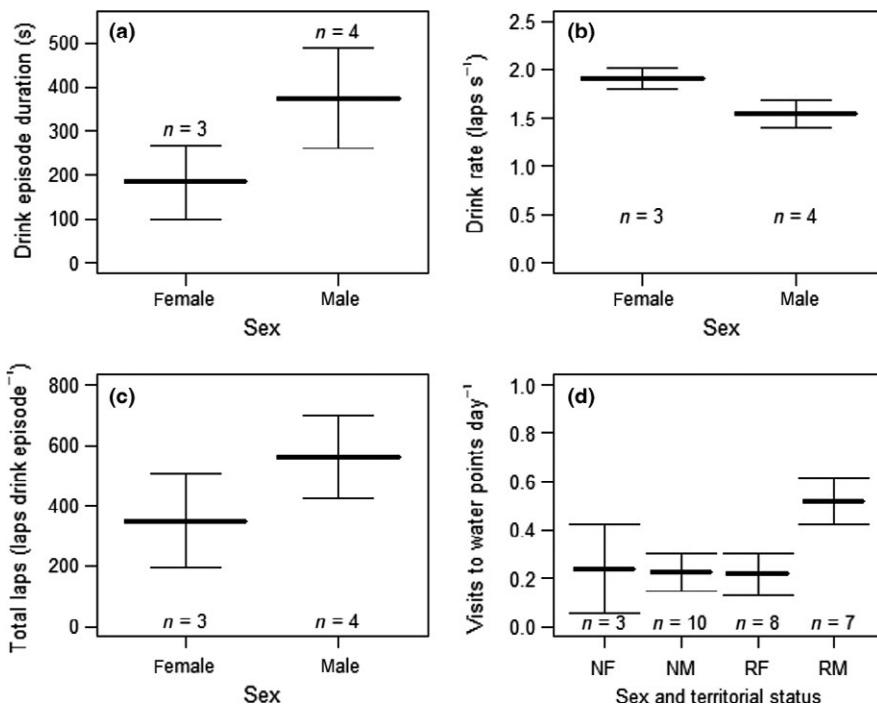 (a)
Drink episode duration (s)
500
400
300
200
100
0
n = 3
n = 4
Female
Male
Sex
(b)
Drink rate (laps s⁻¹)
2.5
2.0
1.5
1.0
0.5
0.0
n = 3
n = 4
Female
Male
Sex
(c)
Total laps (laps drink episode⁻¹)
800
600
400
200
0
n = 3
n = 4
Female
Male
Sex
(d)
Visits to water points day⁻¹
1.0
0.8
0.6
0.4
0.2
0.0
n = 3
n = 10
n = 8
n = 7
NF
NM
RF
RM
Sex and territorial status